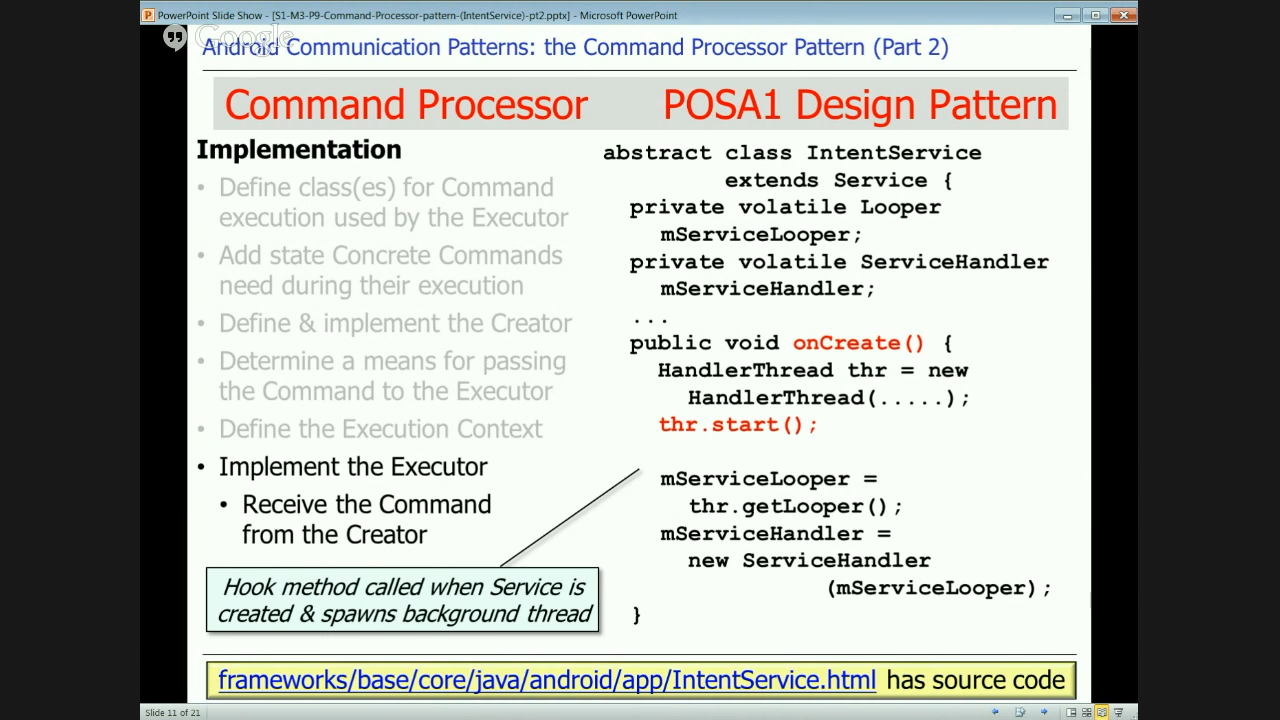 PowerPoint Slide Show - [S1-M3-P9-Command-Processor-pattern-(IntentService)-pt2.pptx] - Microsoft PowerPoint
Google
Android Communication Patterns: the Command Processor Pattern (Part 2)
Command Processor POSA1 Design Pattern
Implementation
• Define class(es) for Command
execution used by the Executor
• Add state Concrete Commands
need during their execution
• Define & implement the Creator
• Determine a means for passing
the Command to the Executor
• Define the Execution Context
• Implement the Executor
• Receive the Command
from the Creator
Hook method called when Service is
created & spawns background thread
abstract class IntentService
extends Service {
private volatile Looper
mServiceLooper;
private volatile ServiceHandler
mServiceHandler;
...
public void onCreate() {
HandlerThread thr = new
HandlerThread(.....);
thr.start();
mServiceLooper =
thr.getLooper();
mServiceHandler =
new ServiceHandler
(mServiceLooper);
}
frameworks/base/core/java/android/app/IntentService.html has source code
Slide 11 of 21